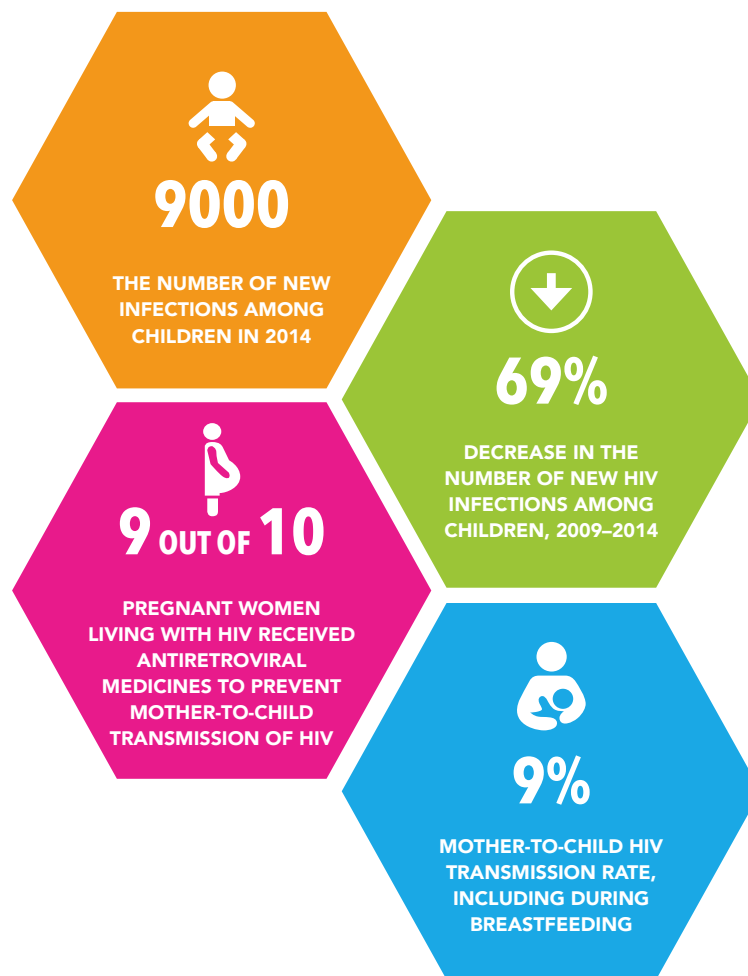 9000
THE NUMBER OF NEW
INFECTIONS AMONG
CHILDREN IN 2014
69%
DECREASE IN THE
NUMBER OF NEW HIV
INFECTIONS AMONG
CHILDREN, 2009–2014
9 OUT OF 10
PREGNANT WOMEN
LIVING WITH HIV RECEIVED
ANTIRETROVIRAL
MEDICINES TO PREVENT
MOTHER-TO-CHILD
TRANSMISSION OF HIV
9%
MOTHER-TO-CHILD HIV
TRANSMISSION RATE,
INCLUDING DURING
BREASTFEEDING